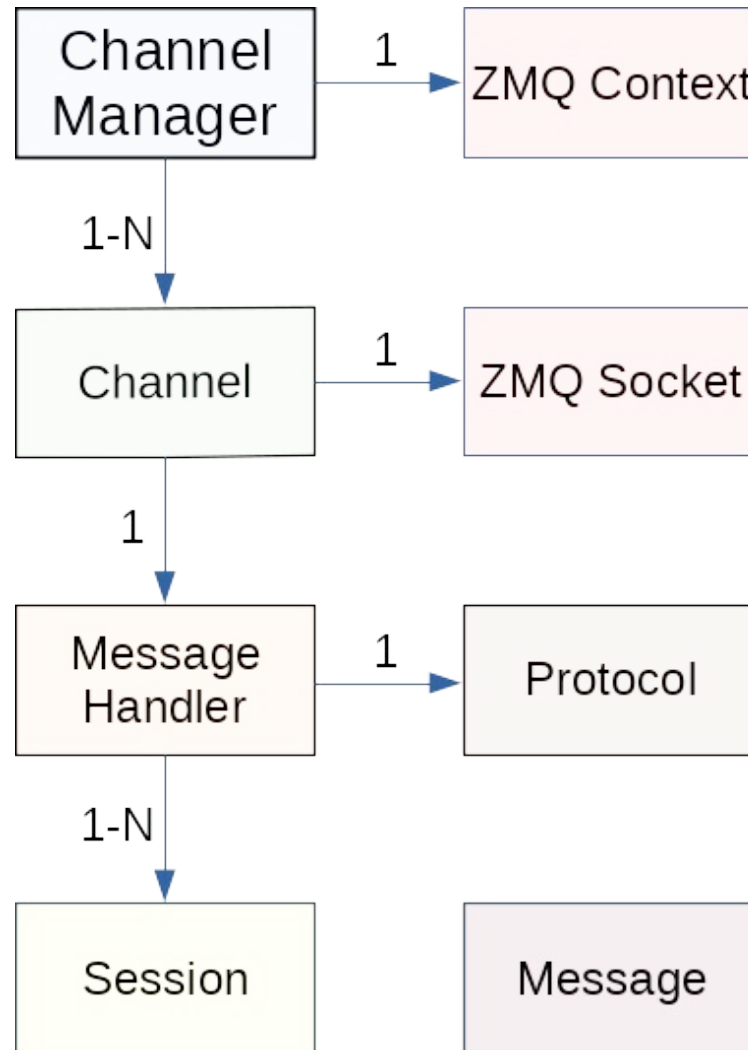 Channel
Manager
1
ZMQ Context
1-N
Channel
1
ZMQ Socket
1
Message
Handler
1
Protocol
1-N
Session
Message